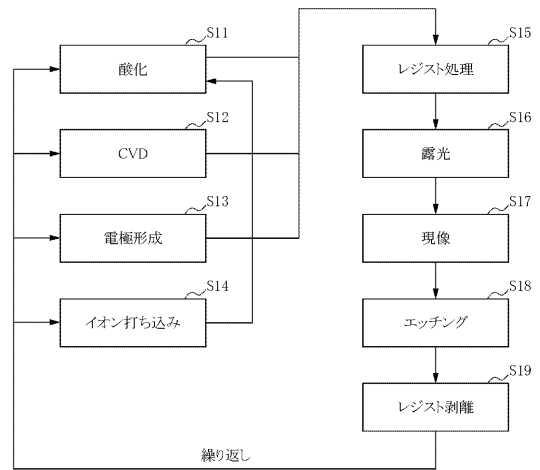 S11
酸化
S12
CVD
S13
電極形成
S14
イオン打ち込み
S15
レジスト処理
S16
露光
S17
現像
S18
エッチング
S19
レジスト剥離
繰り返し